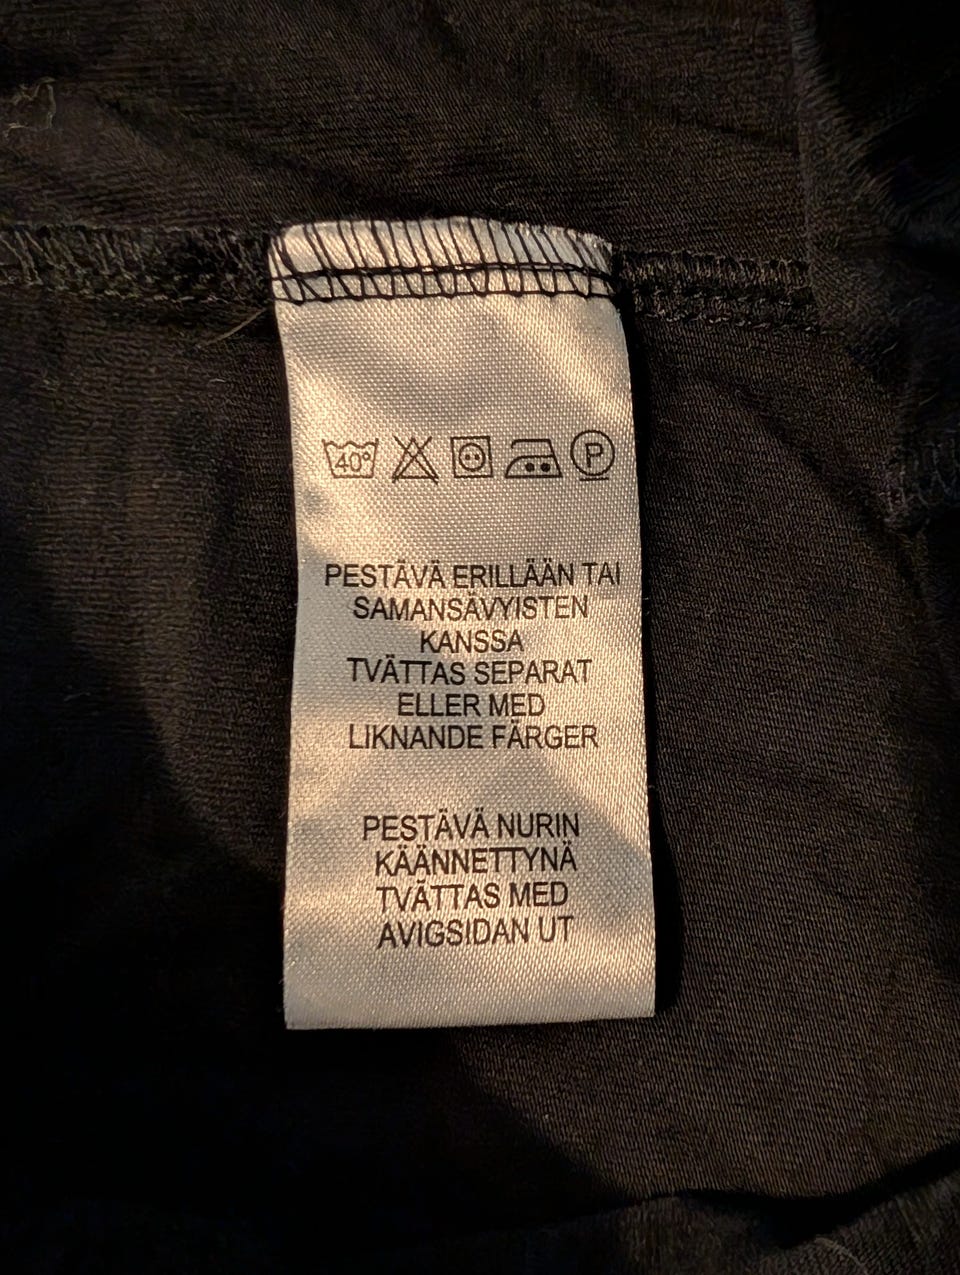 40°
P
PESTÄVÄ ERILLÄÄN TAI
SAMANSÄVYISTEN
KANSSA
TVÄTTAS SEPARAT
ELLER MED
LIKNANDE FÄRGER
PESTÄVÄ NURIN
KÄÄNNETTYNÄ
TVÄTTAS MED
AVIGSIDAN UT